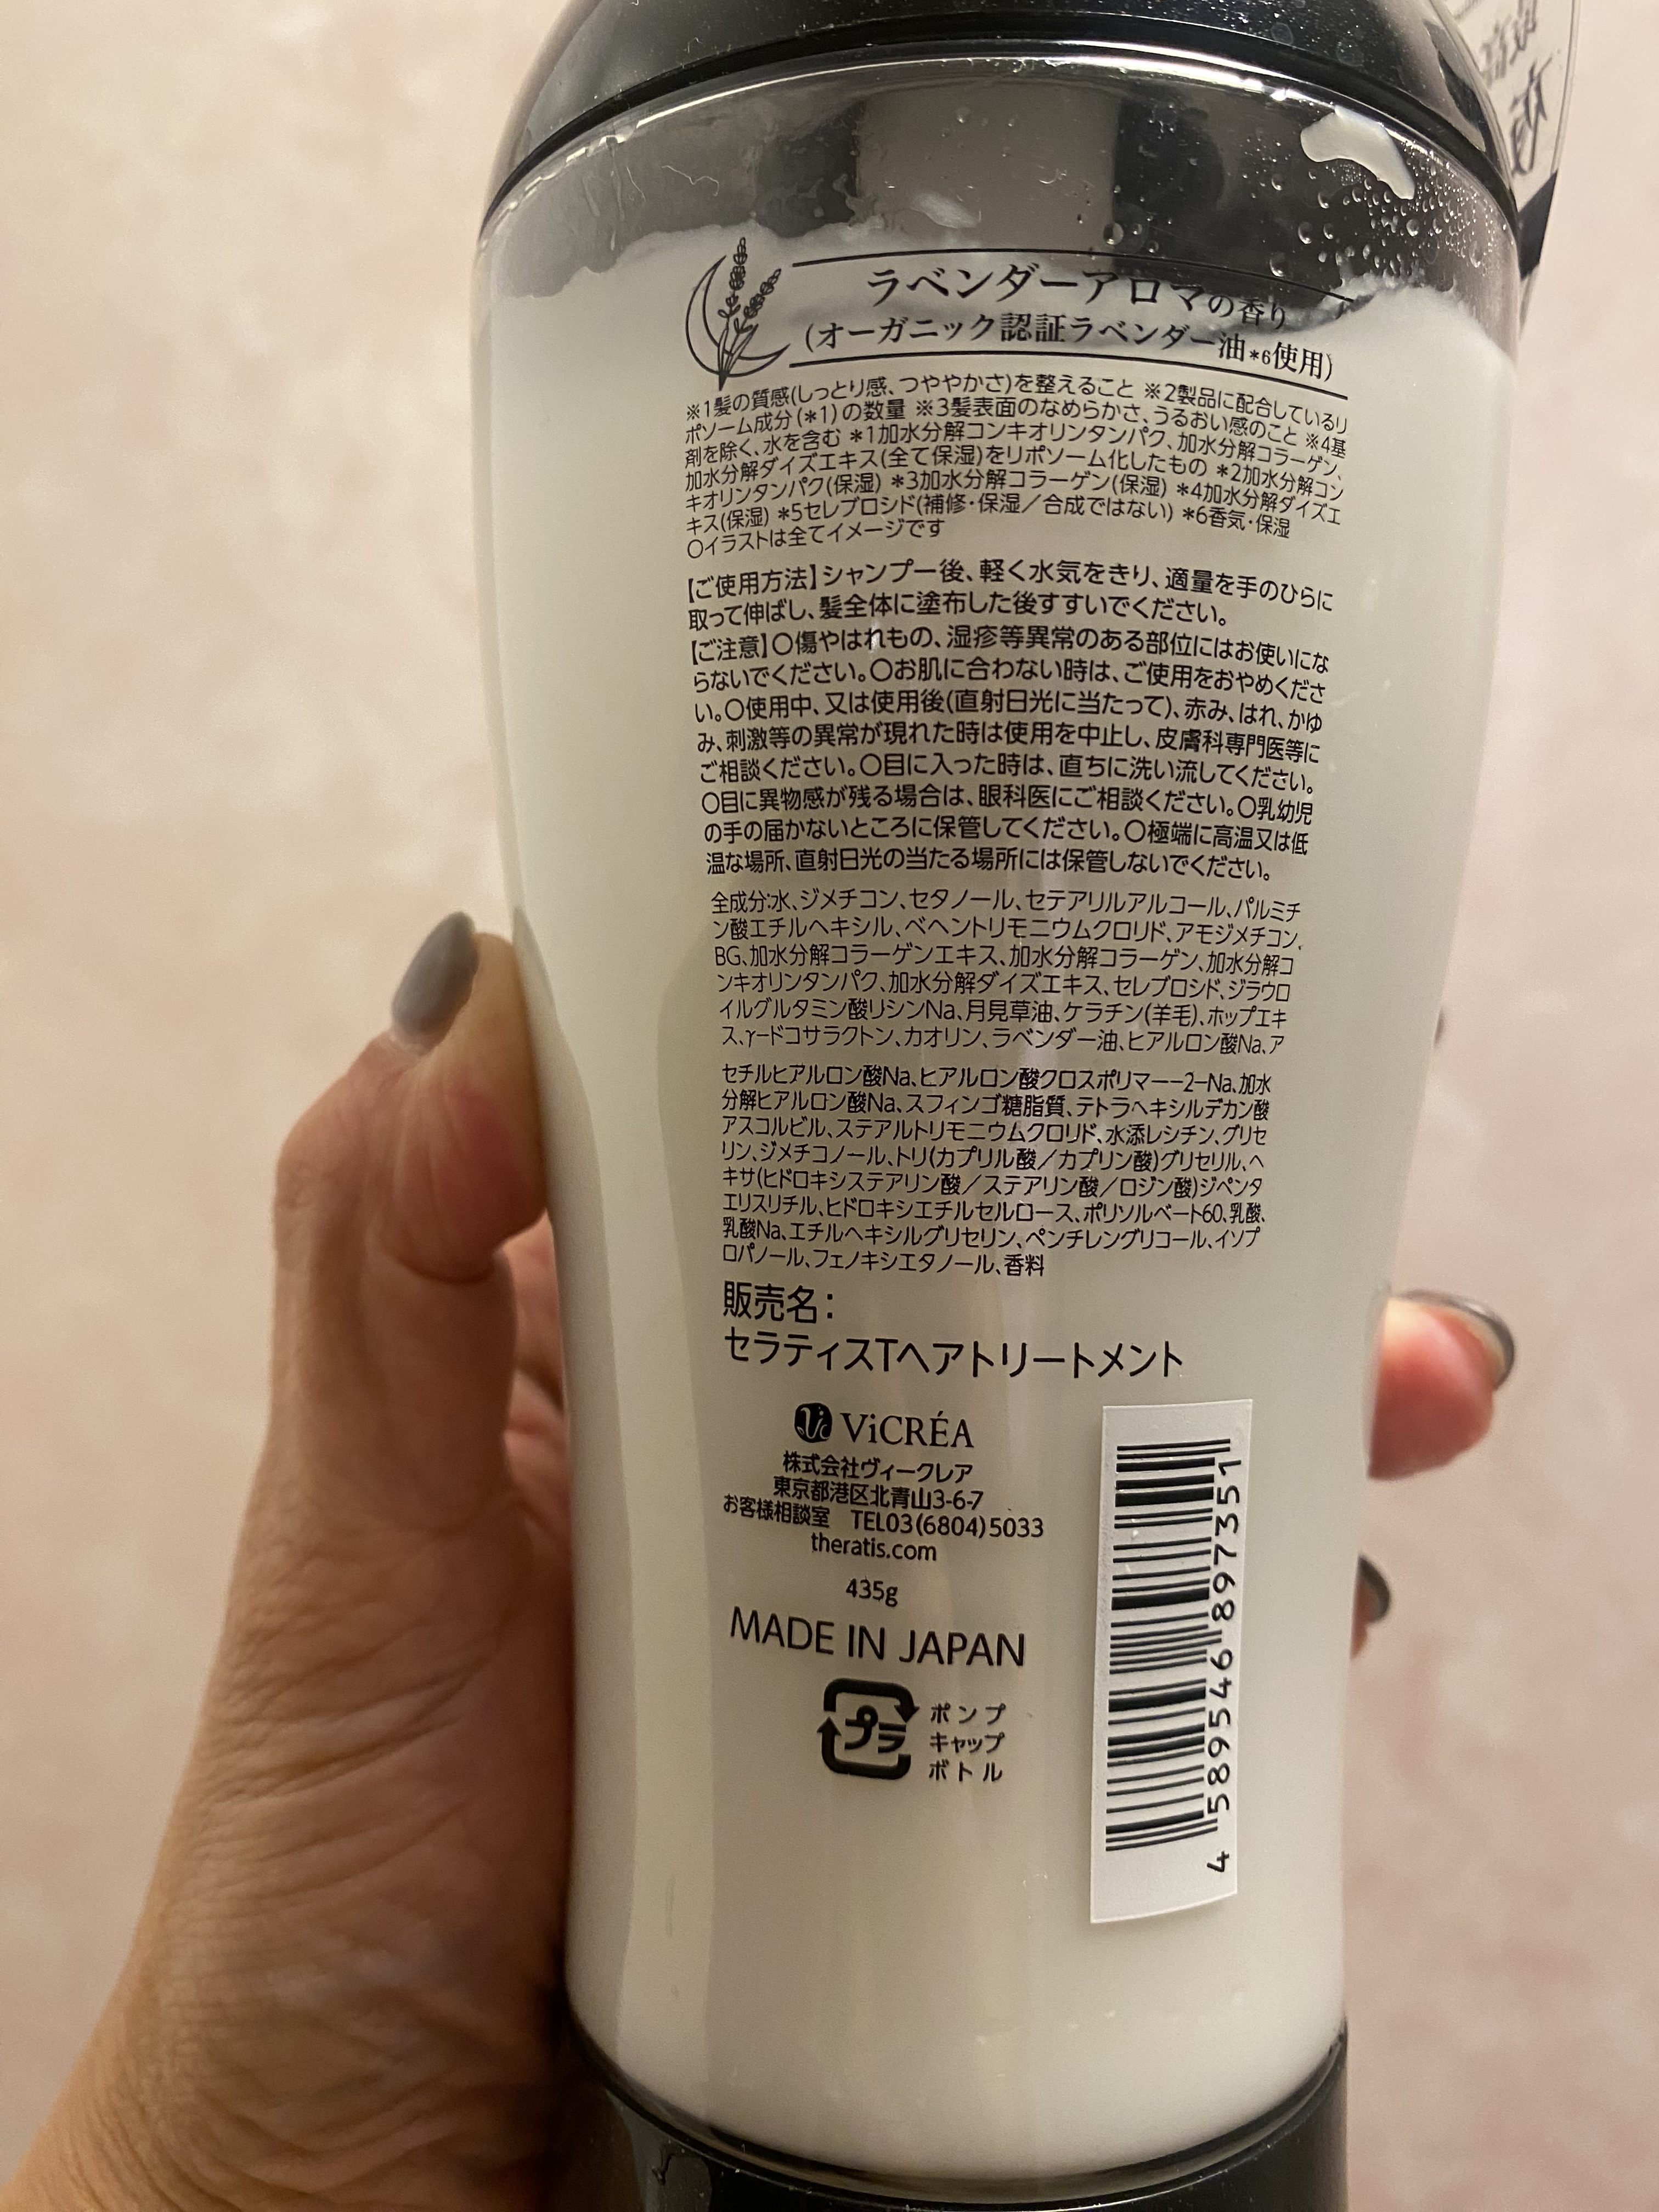 ラベンダーアロマの香り
(オーガニック認証ラベンダー油*6使用)
※1髪の質感(しっとり感、つややかさ)を整えること ※2製品に配合しているリ
ポソーム成分(*1)の数量 ※3髪表面のなめらかさ、うるおい感のこと ※4基
剤を除く、水を含む *1加水分解コンキオリンタンパク、加水分解コラーゲン、
加水分解ダイズエキス(全て保湿)をリポソーム化したもの *2加水分解コン
キオリンタンパク(保湿) *3加水分解コラーゲン(保湿) *4加水分解ダイズエ
キス(保湿) *5セレブロシド(補修・保湿／合成ではない) *6香気・保湿
〇イラストは全てイメージです
【ご使用方法】シャンプー後、軽く水気をきり、適量を手のひらに
取って伸ばし、髪全体に塗布した後すすいでください。
【ご注意】〇傷やはれもの、湿疹等異常のある部位にはお使いにな
らないでください。〇お肌に合わない時は、ご使用をおやめくださ
い。〇使用中、又は使用後(直射日光に当たって)、赤み、はれ、かゆ
み、刺激等の異常が現れた時は使用を中止し、皮膚科専門医等に
ご相談ください。〇目に入った時は、直ちに洗い流してください。
〇目に異物感が残る場合は、眼科医にご相談ください。〇乳幼児
の手の届かないところに保管してください。〇極端に高温又は低
温な場所、直射日光の当たる場所には保管しないでください。
全成分:水、ジメチコン、セタノール、セテアリルアルコール、パルミチ
ン酸エチルヘキシル、ベヘントリモニウムクロリド、アモジメチコン、
BG、加水分解コラーゲンエキス、加水分解コラーゲン、加水分解コ
ンキオリンタンパク、加水分解ダイズエキス、セレブロシド、ジラウロ
イルグルタミン酸リシンNa、月見草油、ケラチン(羊毛)、ホップエキ
ス、γ-ドコサラクトン、カオリン、ラベンダー油、ヒアルロン酸Na、ア
セチルヒアルロン酸Na、ヒアルロン酸クロスポリマー-2-Na、加水
分解ヒアルロン酸Na、スフィンゴ糖脂質、テトラヘキシルデカン酸
アスコルビル、ステアルトリモニウムクロリド、水添レシチン、グリセ
リン、ジメチコノール、トリ(カプリル酸／カプリン酸)グリセリル、ヘ
キサ(ヒドロキシステアリン酸／ステアリン酸／ロジン酸)ジペンタ
エリスリチル、ヒドロキシエチルセルロース、ポリソルベート60、乳酸、
乳酸Na、エチルヘキシルグリセリン、ペンチレングリコール、イソプ
ロパノール、フェノキシエタノール、香料
販売名:
セラティスTヘアトリートメント
ViCRÉA
株式会社ヴィークレア
東京都港区北青山3-6-7
お客様相談室 TEL03(6804)5033
theratis.com
435g
MADE IN JAPAN
プラ
ポンプ
キャップ
ボトル
4 589546 897351